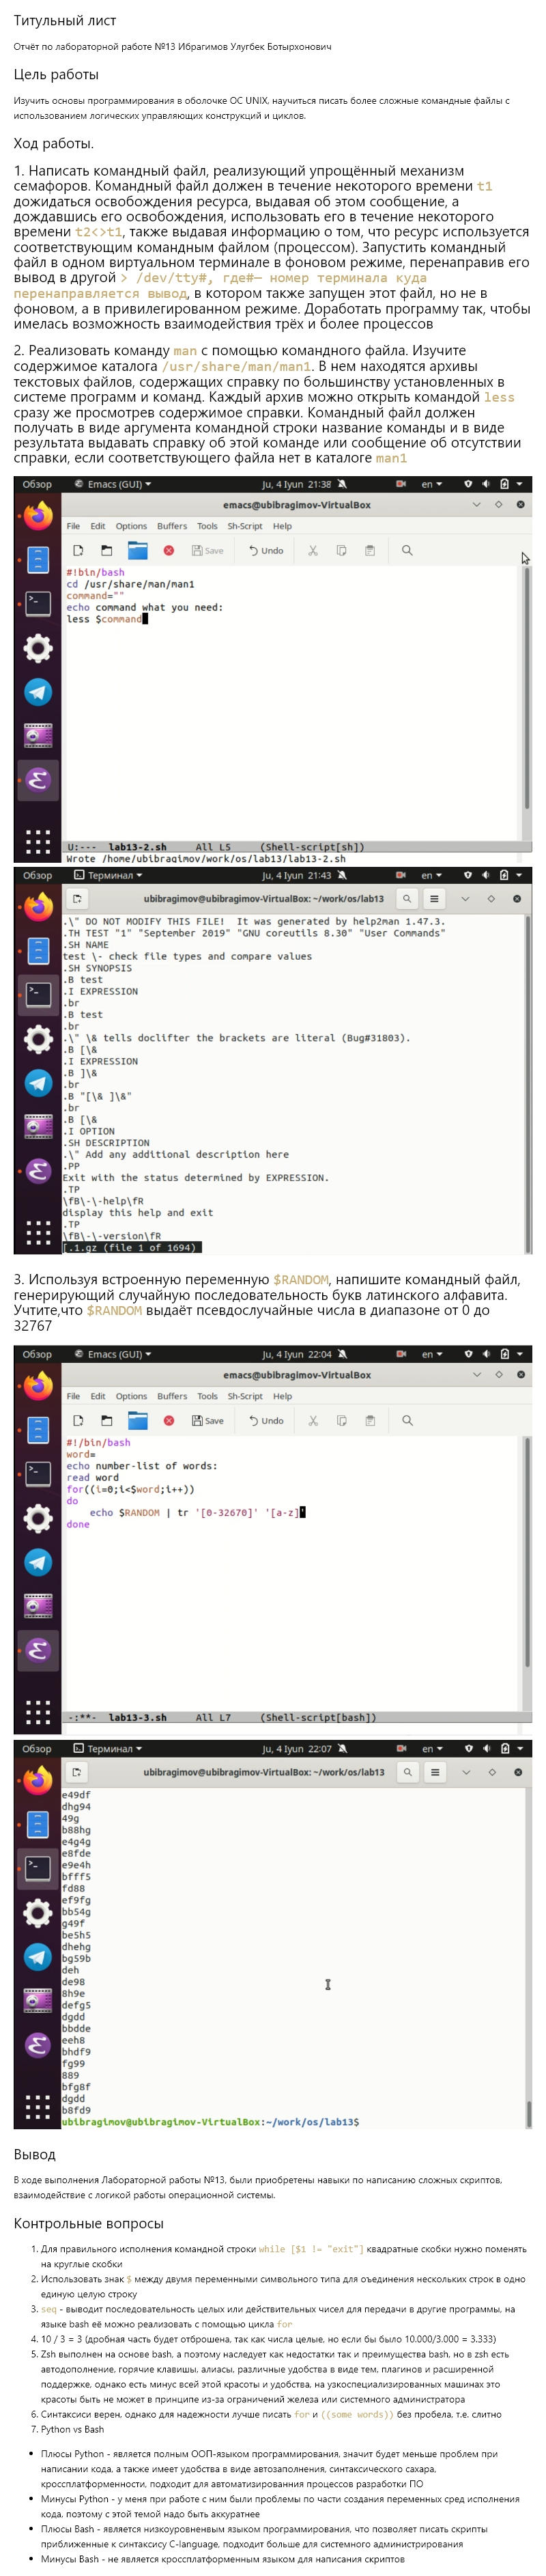 Титульный лист
Отчёт по лабораторной работе №13 Ибрагимов Улугбек Ботырхонович
Цель работы
Изучить основы программирования в оболочке ОС UNIX, научиться писать более сложные командные файлы с
использованием логических управляющих конструкций и циклов.
Ход работы.
1. Написать командный файл, реализующий упрощённый механизм
семафоров. Командный файл должен в течение некоторого времени t1
дожидаться освобождения ресурса, выдавая об этом сообщение, а
дождавшись его освобождения, использовать его в течение некоторого
времени t2<>t1, также выдавая информацию о том, что ресурс используется
соответствующим командным файлом (процессом). Запустить командный
файл в одном виртуальном терминале в фоновом режиме, перенаправив его
вывод в другой > /dev/tty#, где#— номер терминала куда
перенаправляется вывод, в котором также запущен этот файл, но не в
фоновом, а в привилегированном режиме. Доработать программу так, чтобы
имелась возможность взаимодействия трёх и более процессов
2. Реализовать команду man с помощью командного файла. Изучите
содержимое каталога /usr/share/man/man1. В нем находятся архивы
текстовых файлов, содержащих справку по большинству установленных в
системе программ и команд. Каждый архив можно открыть командой less
сразу же просмотрев содержимое справки. Командный файл должен
получать в виде аргумента командной строки название команды и в виде
результата выдавать справку об этой команде или сообщение об отсутствии
справки, если соответствующего файла нет в каталоге man1
Обзор Emacs (GUI) Ju, 4 Iyun 21:38 en
emacs@ubibragimov-VirtualBox
File Edit Options Buffers Tools Sh-Script Help
Save Undo
#!bin/bash
cd /usr/share/man/man1
command=""
echo command what you need:
less $command
U:--- lab13-2.sh All L5 (Shell-script[sh])
Wrote /home/ubibragimov/work/os/lab13/lab13-2.sh
Обзор Терминал Ju, 4 Iyun 21:43 en
ubibragimov@ubibragimov-VirtualBox: ~/work/os/lab13
.\" DO NOT MODIFY THIS FILE!  It was generated by help2man 1.47.3.
.TH TEST "1" "September 2019" "GNU coreutils 8.30" "User Commands"
.SH NAME
test \- check file types and compare values
.SH SYNOPSIS
.B test
.I EXPRESSION
.br
.B test
.br
.\" \& tells doclifter the brackets are literal (Bug#31803).
.B [\&
.I EXPRESSION
.B ]\&
.br
.B "[\& ]\&"
.br
.B [\&
.I OPTION
.SH DESCRIPTION
.\" Add any additional description here
.PP
Exit with the status determined by EXPRESSION.
.TP
\fB\-\-help\fR
display this help and exit
.TP
\fB\-\-version\fR
[.1.gz (file 1 of 1694)
3. Используя встроенную переменную $RANDOM, напишите командный файл,
генерирующий случайную последовательность букв латинского алфавита.
Учтите,что $RANDOM выдаёт псевдослучайные числа в диапазоне от 0 до
32767
Обзор Emacs (GUI) Ju, 4 Iyun 22:04 en
emacs@ubibragimov-VirtualBox
File Edit Options Buffers Tools Sh-Script Help
Save Undo
#!/bin/bash
word=
echo number-list of words:
read word
for((i=0;i<$word;i++))
do
echo $RANDOM | tr '[0-32670]' '[a-z]'
done
-:**- lab13-3.sh All L7 (Shell-script[bash])
Обзор Терминал Ju, 4 Iyun 22:07 en
ubibragimov@ubibragimov-VirtualBox: ~/work/os/lab13
e49df
dhg94
49g
b88hg
e4g4g
e8fde
e9e4h
bfff5
fd88
ef9fg
bb54g
g49f
be5h5
dhehg
bg59b
deh
de98
8h9e
defg5
dgdd
bbdde
eeh8
bhdf9
fg99
889
bfg8f
dgdd
b8fd9
ubibragimov@ubibragimov-VirtualBox:~/work/os/lab13$
Вывод
В ходе выполнения Лабораторной работы №13, были приобретены навыки по написанию сложных скриптов,
взаимодействие с логикой работы операционной системы.
Контрольные вопросы
1. Для правильного исполнения командной строки while [$1 != "exit"] квадратные скобки нужно поменять
на круглые скобки
2. Использовать знак $ между двумя переменными символьного типа для оъединения нескольких строк в одно
единую целую строку
3. seq - выводит последовательность целых или действительных чисел для передачи в другие программы, на
языке bash её можно реализовать с помощью цикла for
4. 10 / 3 = 3 (дробная часть будет отброшена, так как числа целые, но если бы было 10.000/3.000 = 3.333)
5. Zsh выполнен на основе bash, а поэтому наследует как недостатки так и преимущества bash, но в zsh есть
автодополнение, горячие клавишы, алиасы, различные удобства в виде тем, плагинов и расширенной
поддержке, однако есть минус всей этой красоты и удобства, на узкоспециализированных машинах это
красоты быть не может в принципе из-за ограничений железа или системного администратора
6. Синтаксиси верен, однако для надежности лучше писать for и ((some words)) без пробела, т.е. слитно
7. Python vs Bash
• Плюсы Python - является полным ООП-языком программирования, значит будет меньше проблем при
написании кода, а также имеет удобства в виде автозаполнения, синтаксического сахара,
кроссплатформенности, подходит для автоматизированния процессов разработки ПО
• Минусы Python - у меня при работе с ним были проблемы по части создания переменных сред исполнения
кода, поэтому с этой темой надо быть аккуратнее
• Плюсы Bash - является низкоуровневым языком программирования, что позволяет писать скрипты
приближенные к синтаксису C-language, подходит больше для системного администрирования
• Минусы Bash - не является кроссплатформенным языком для написания скриптов